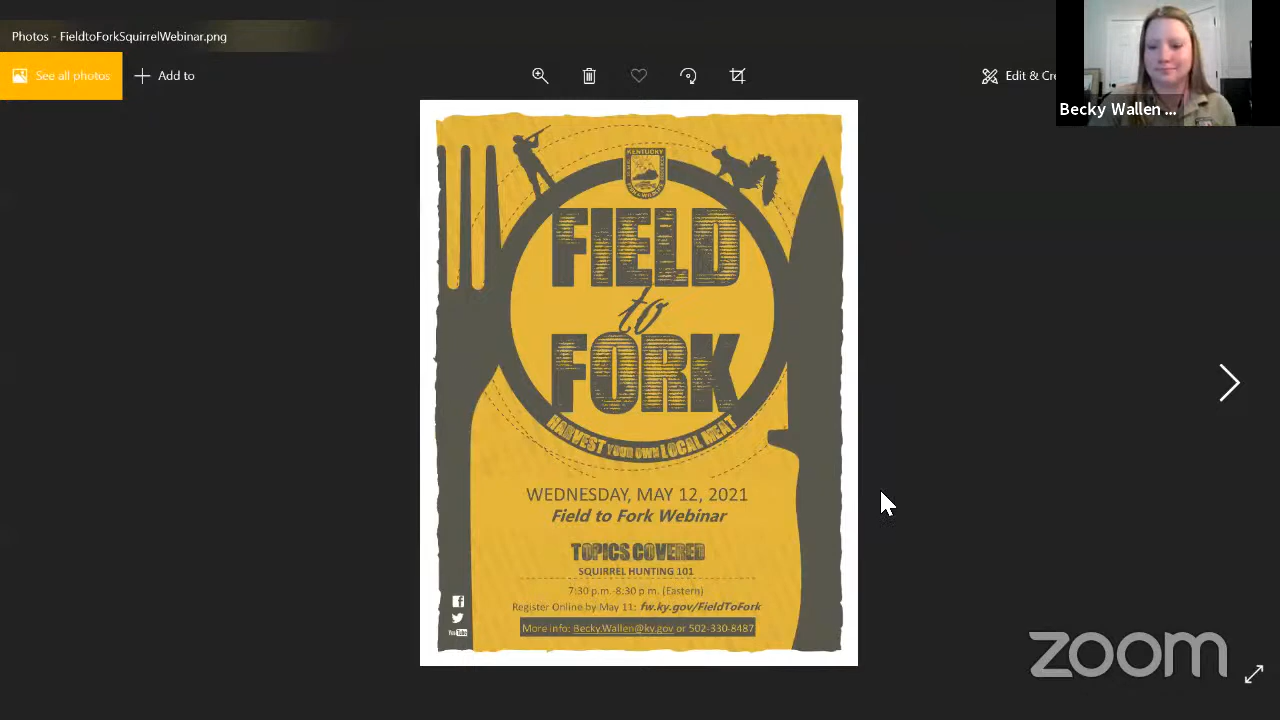 Photos - FieldtoForkSquirrelWebinar.png
See all photos
Add to
Edit & Cre
Becky Wallen ...
KENTUCKY
FIELD
to
FORK
HARVEST YOUR OWN LOCAL MEAT
WEDNESDAY, MAY 12, 2021
Field to Fork Webinar
TOPICS COVERED
SQUIRREL HUNTING 101
7:30 p.m.-8:30 p m. (Eastern)
Register Online by May 11: fw.ky.gov/FieldToFork
More info: Becky.Wallen@ky.gov or 502-330-8487
You Tube
zoom